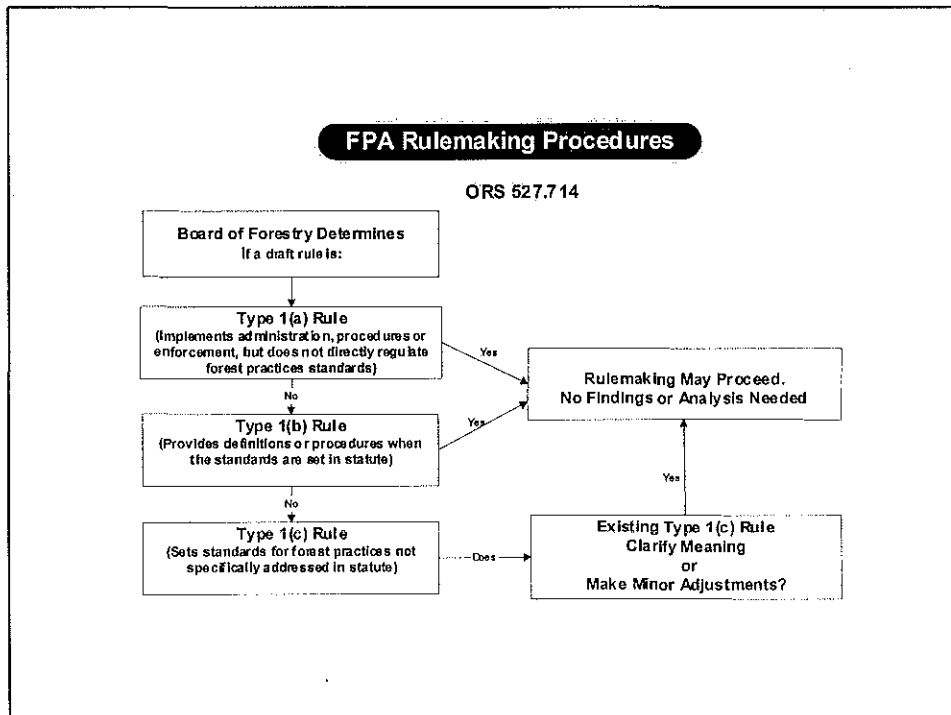 FPA Rulemaking Procedures
ORS 527.714
Board of Forestry Determines
If a draft rule is:
Type 1(a) Rule
(Implements administration, procedures or
enforcement, but does not directly regulate
forest practices standards)
Yes
No
Rulemaking May Proceed.
No Findings or Analysis Needed
Type 1(b) Rule
(Provides definitions or procedures when
the standards are set in statute)
Yes
No
Yes
Type 1(c) Rule
(Sets standards for forest practices not
specifically addressed in statute)
Does
Existing Type 1(c) Rule
Clarify Meaning
or
Make Minor Adjustments?